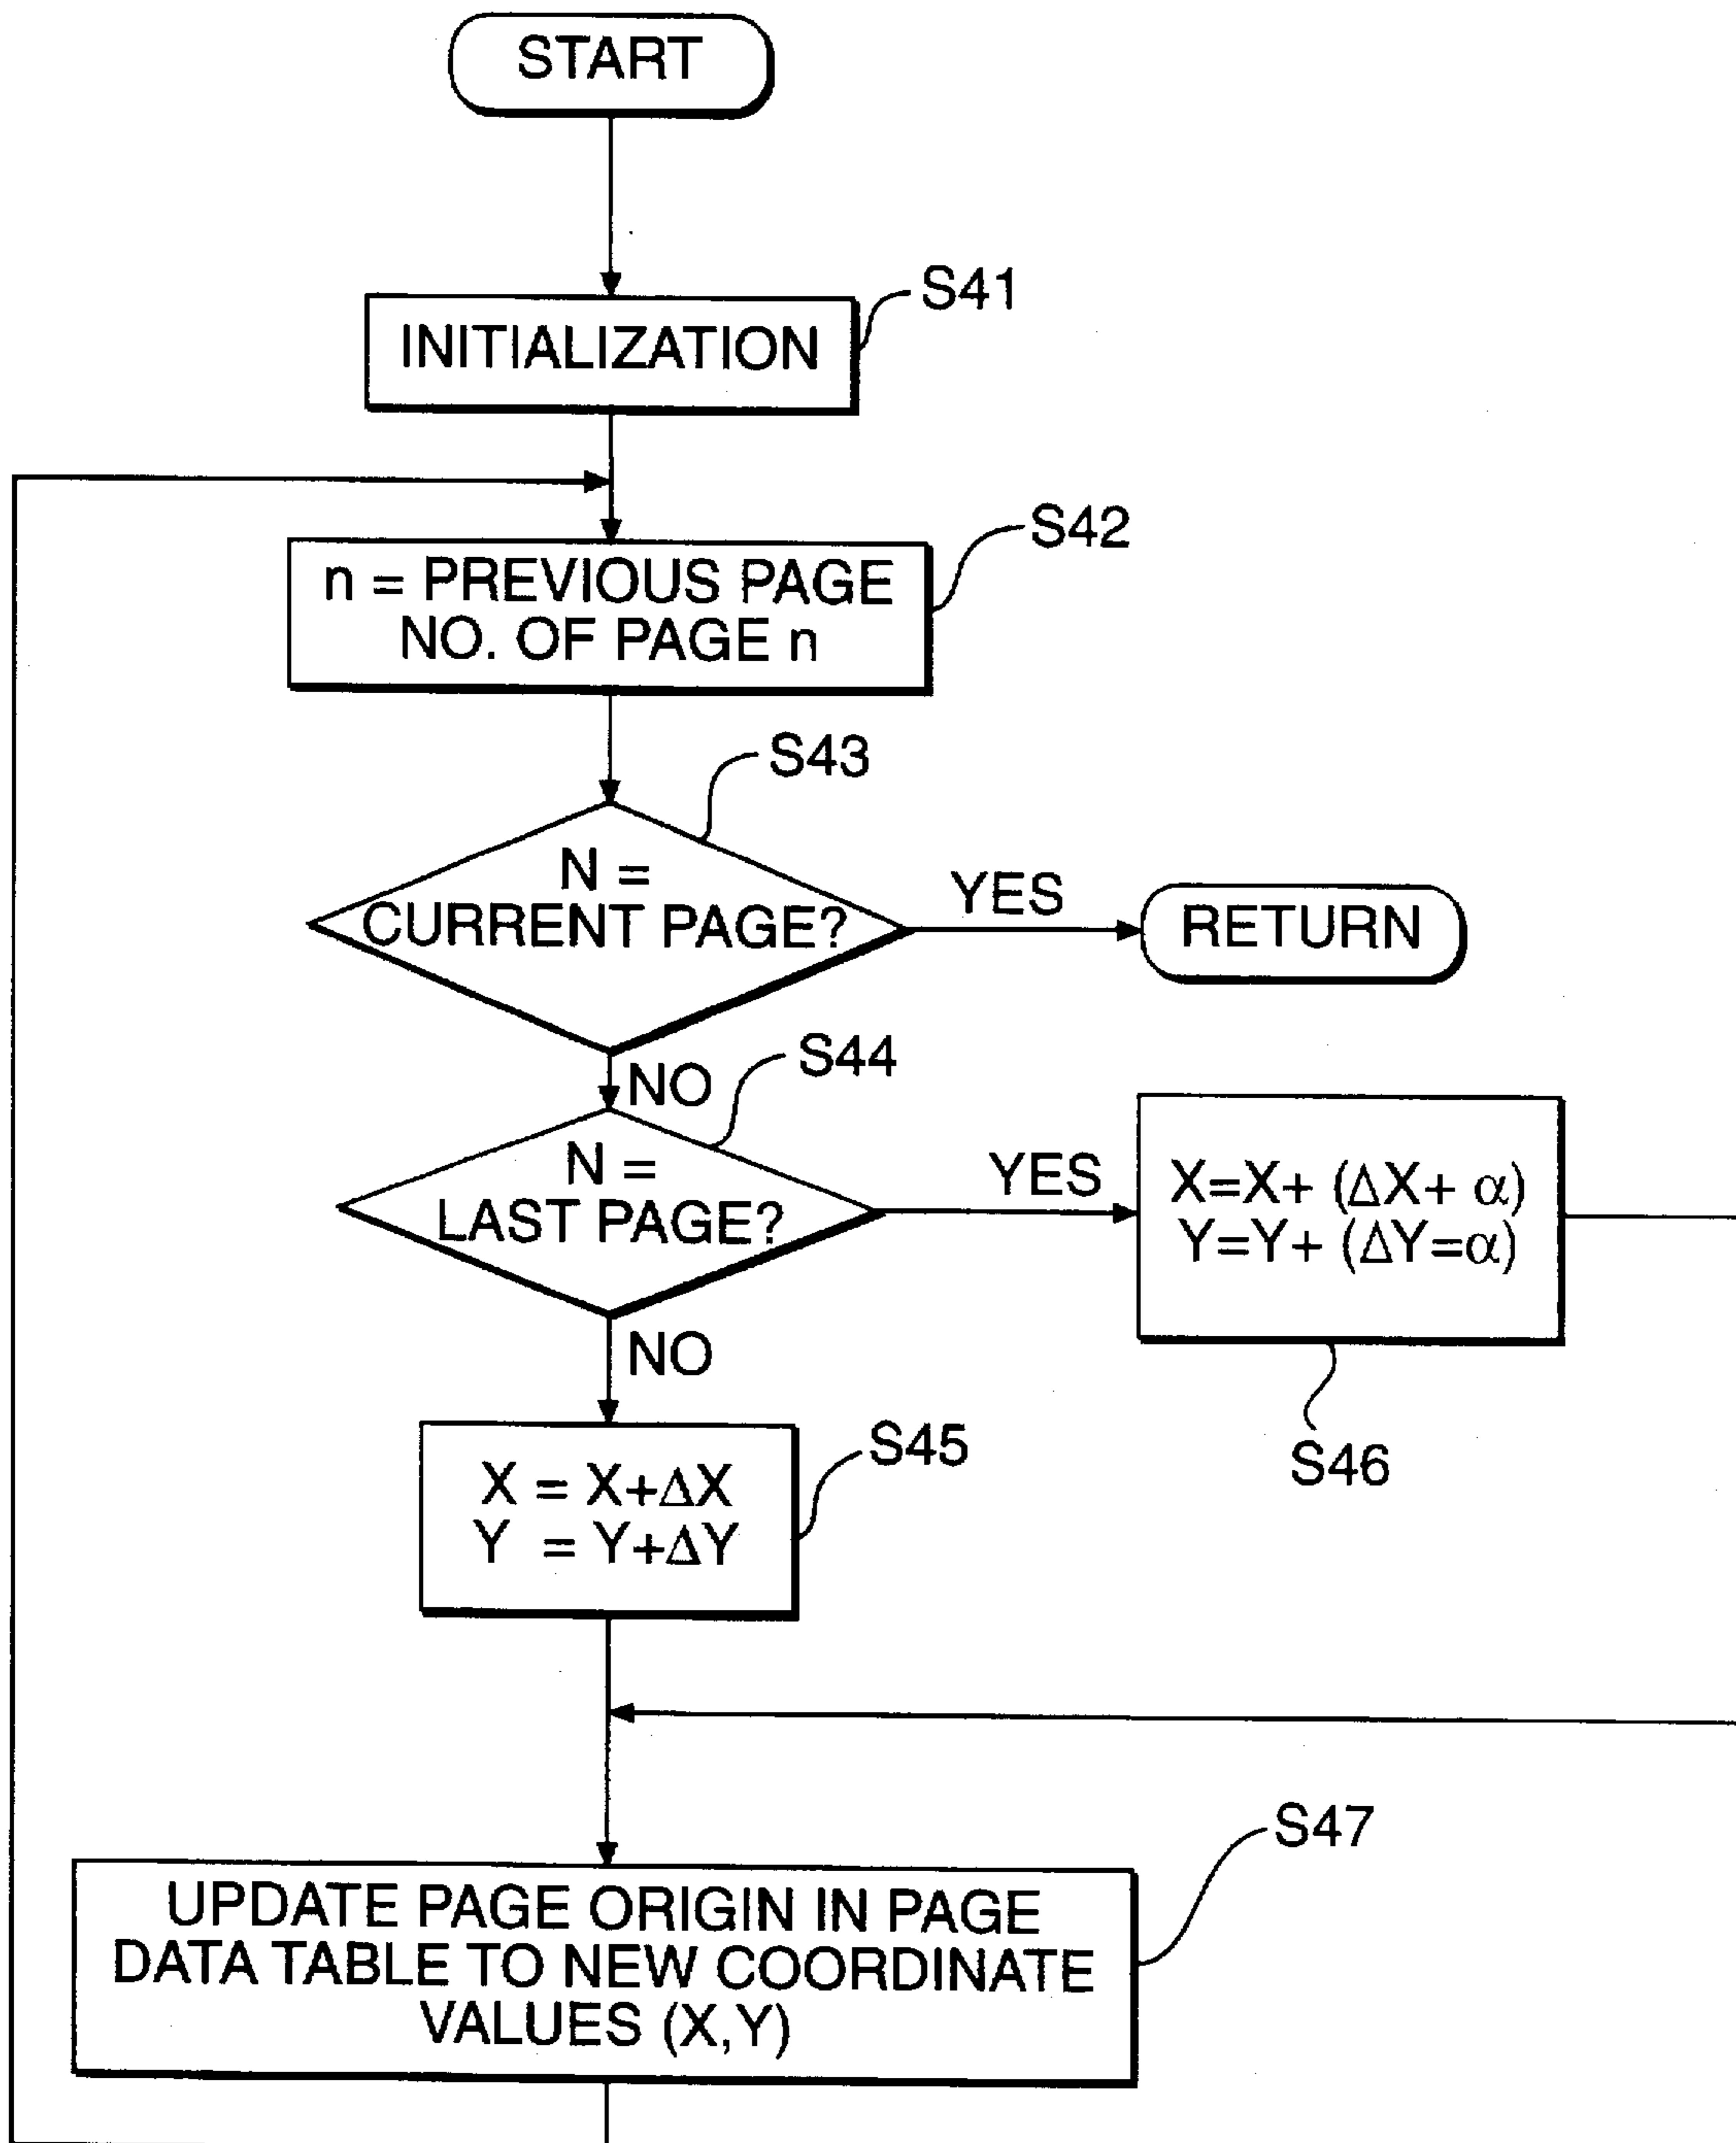 START
S41
INITIALIZATION
S42
n = PREVIOUS PAGE
NO. OF PAGE n
S43
N =
CURRENT PAGE?
YES
RETURN
NO
S44
N =
LAST PAGE?
YES
X=X+ (ΔX+ α)
Y=Y+ (ΔY=α)
S46
NO
S45
X = X+ΔX
Y = Y+ΔY
S47
UPDATE PAGE ORIGIN IN PAGE
DATA TABLE TO NEW COORDINATE
VALUES (X,Y)